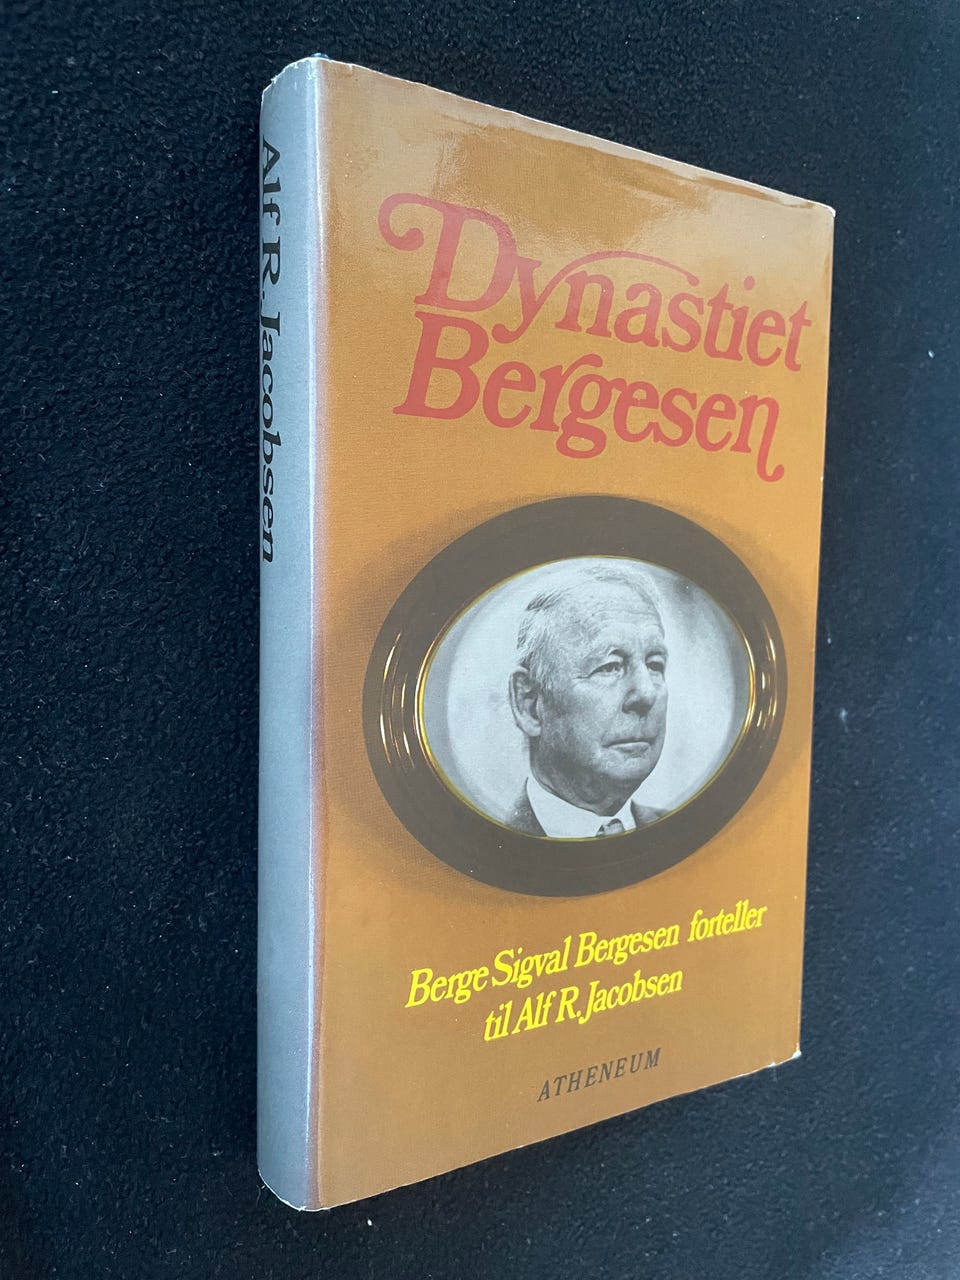 Alf R. Jacobsen
Dynastiet
Bergesen
Berge Sigval Bergesen forteller
til Alf R. Jacobsen
ATHENEUM